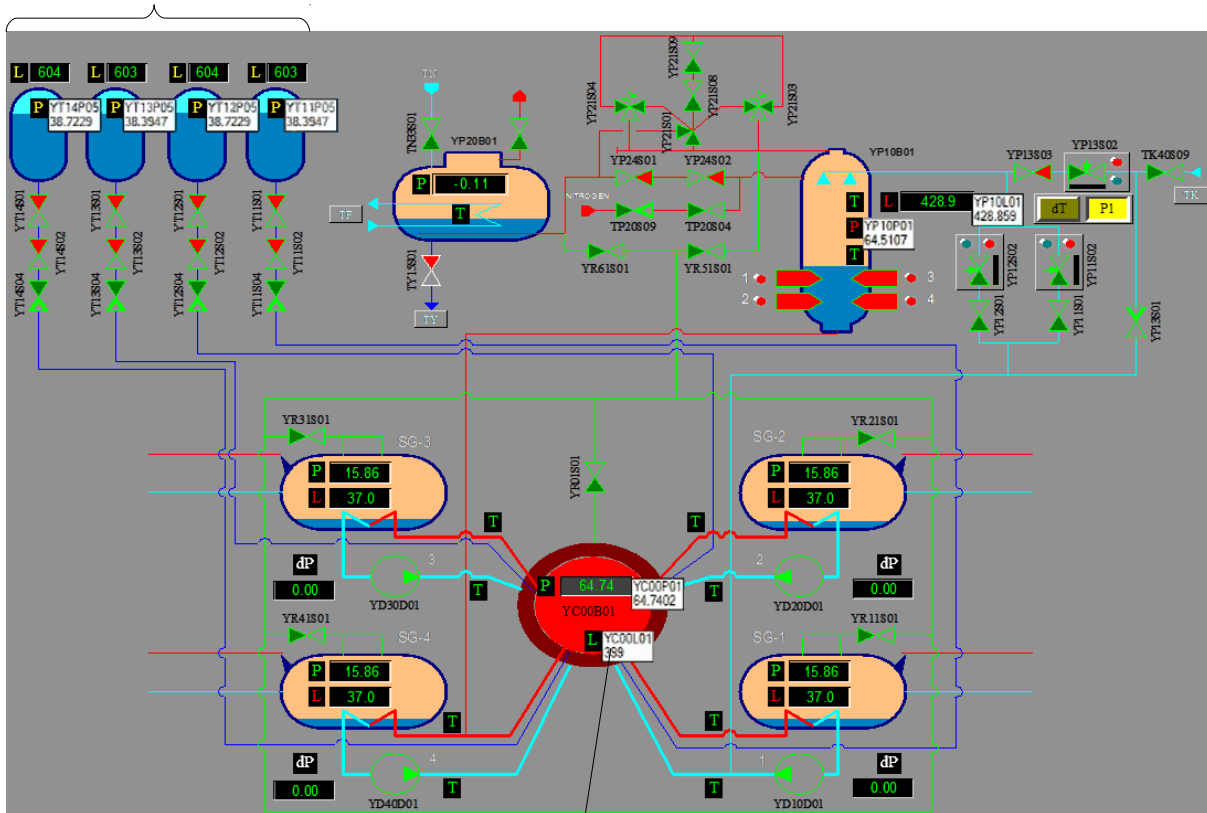 L 604 L 603 L 604 L 603
P YT14P05
38.7229
P YT13P05
38.3947
P YT12P05
38.7229
P YT11P05
38.3947
YT14S01
YT13S01
YT12S01
YT11S01
YT14S02
YT13S02
YT12S02
YT11S02
YT14S04
YT13S04
YT12S04
YT11S04
TN
TN33S01
YP20B01
P -0.11
T
TF
TY13S01
TY
YP21S09
YP21S04
YP21S08
YP21S03
YP21S01
YP24S01 YP24S02
NITROGEN
TP20S09 TP20S04
YR61S01 YR51S01
YP10B01
T
P YP10P01
64.5107
T
L 428.9 YP10L01
428.859
1
2
3
4
YP13S03 YP13S02 TK40S09
TK
dT P1
YP12S02
YP11S02
YP12S01
YP11S01
YP13S01
YR31S01
SG-3
P 15.86
L 37.0
T
dP
0.00
3
YD30D01
T
YR01S01
SG-2
YR21S01
P 15.86
L 37.0
T
2
YD20D01
T
dP
0.00
P 64.74 YC00P01
64.7402
YC00B01
L YC00L01
399
YR41S01
SG-4
P 15.86
L 37.0
T
dP
0.00
4
YD40D01
T
SG-1
YR11S01
P 15.86
L 37.0
T
1
YD10D01
T
dP
0.00